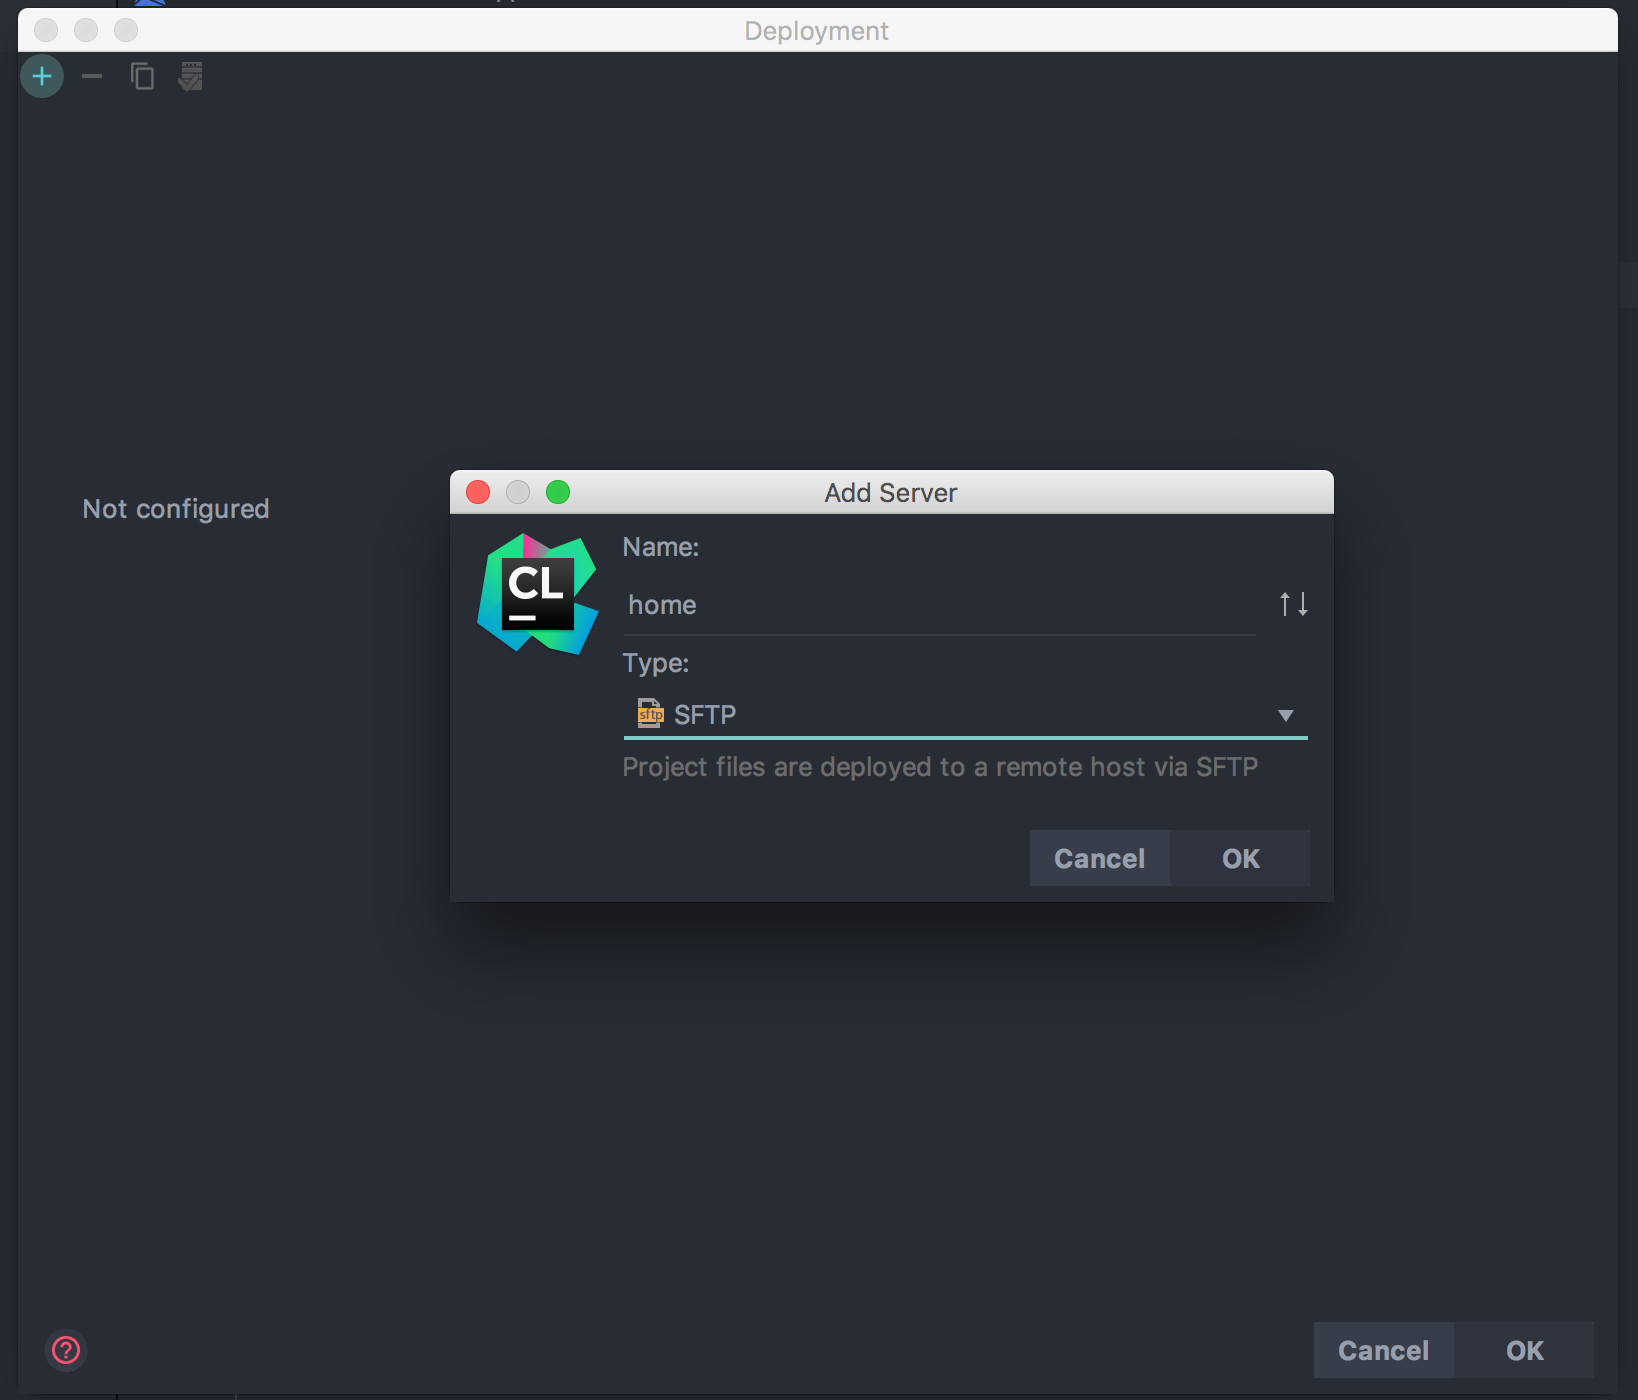 Deployment
Not configured
Add Server
CL
Name:
home
Type:
sftp SFTP
Project files are deployed to a remote host via SFTP
Cancel OK
?
Cancel OK